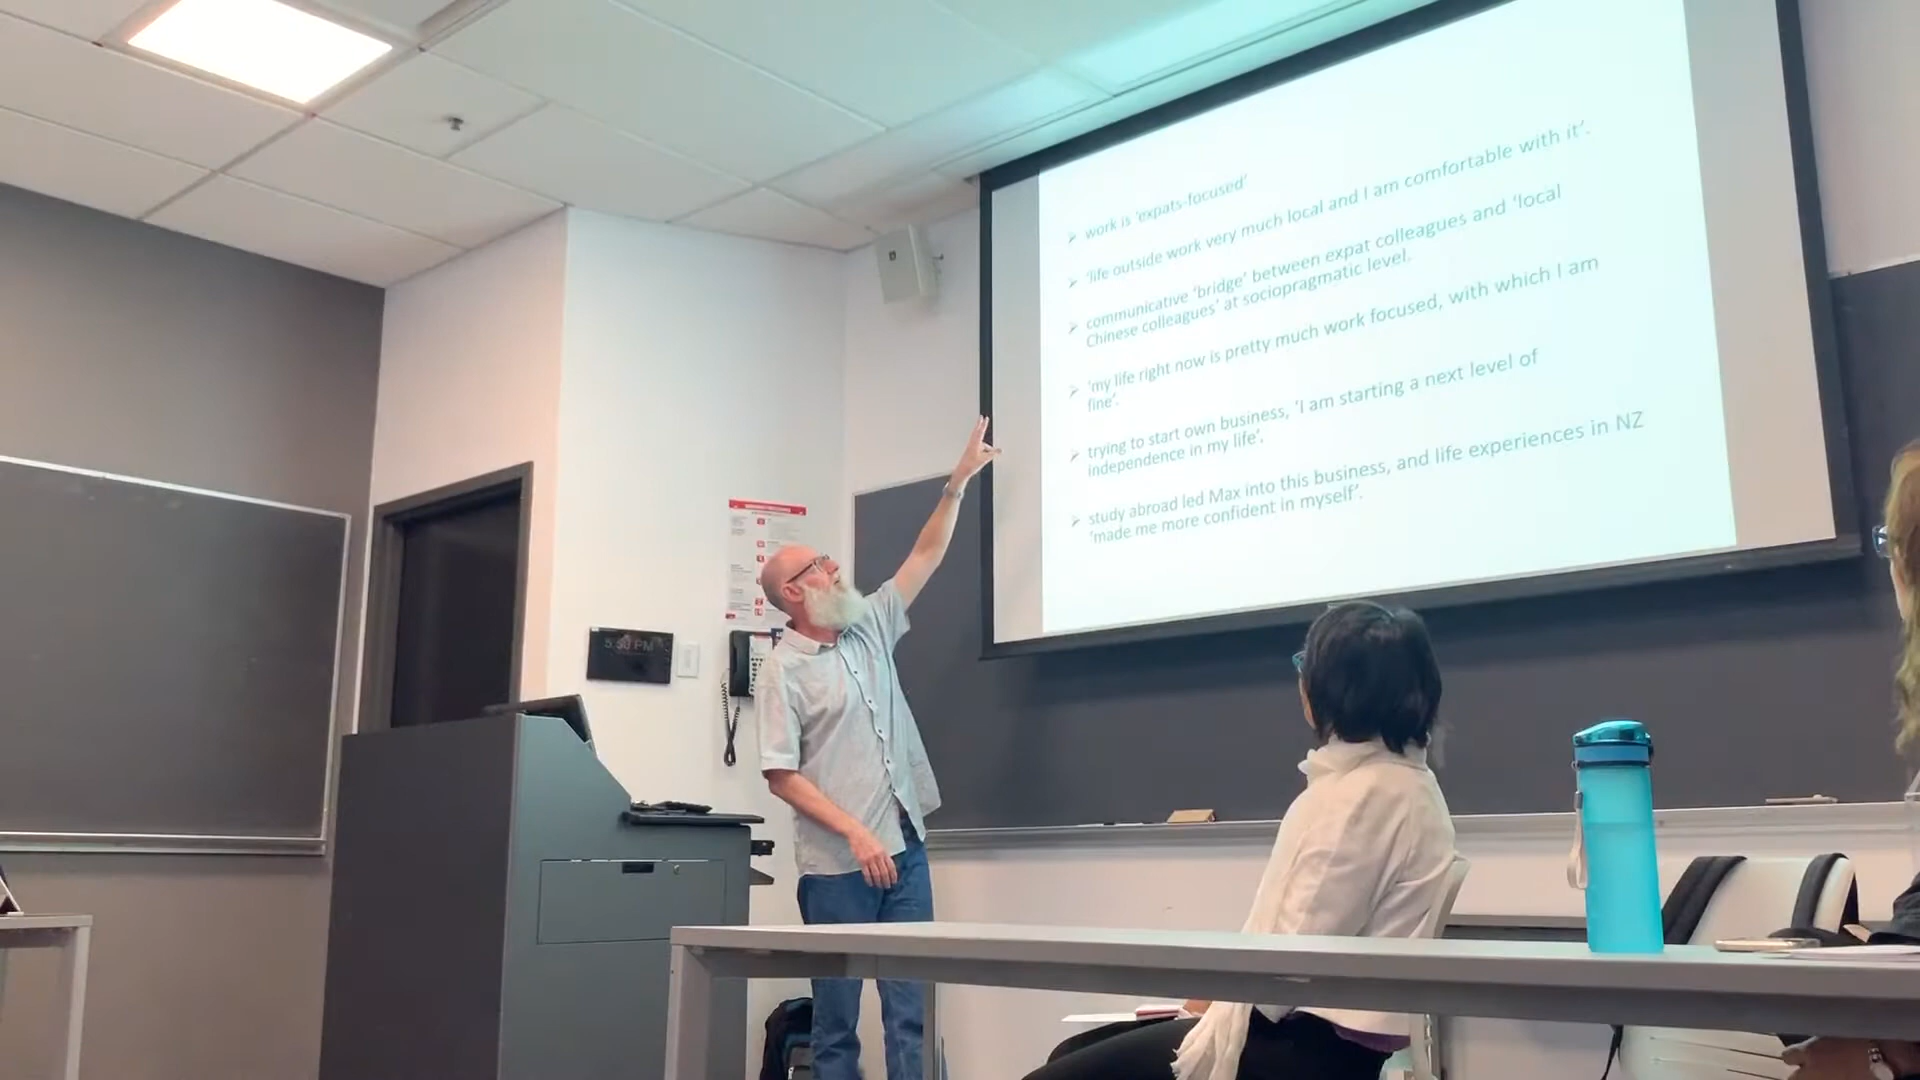 work is 'expats-focused'
'life outside work very much local and I am comfortable with it'.
communicative 'bridge' between expat colleagues and 'local
Chinese colleagues' at sociopragmatic level.
'my life right now is pretty much work focused, with which I am
fine'.
trying to start own business, 'I am starting a next level of
independence in my life'.
study abroad led Max into this business, and life experiences in NZ
'made me more confident in myself'.
5:50 PM